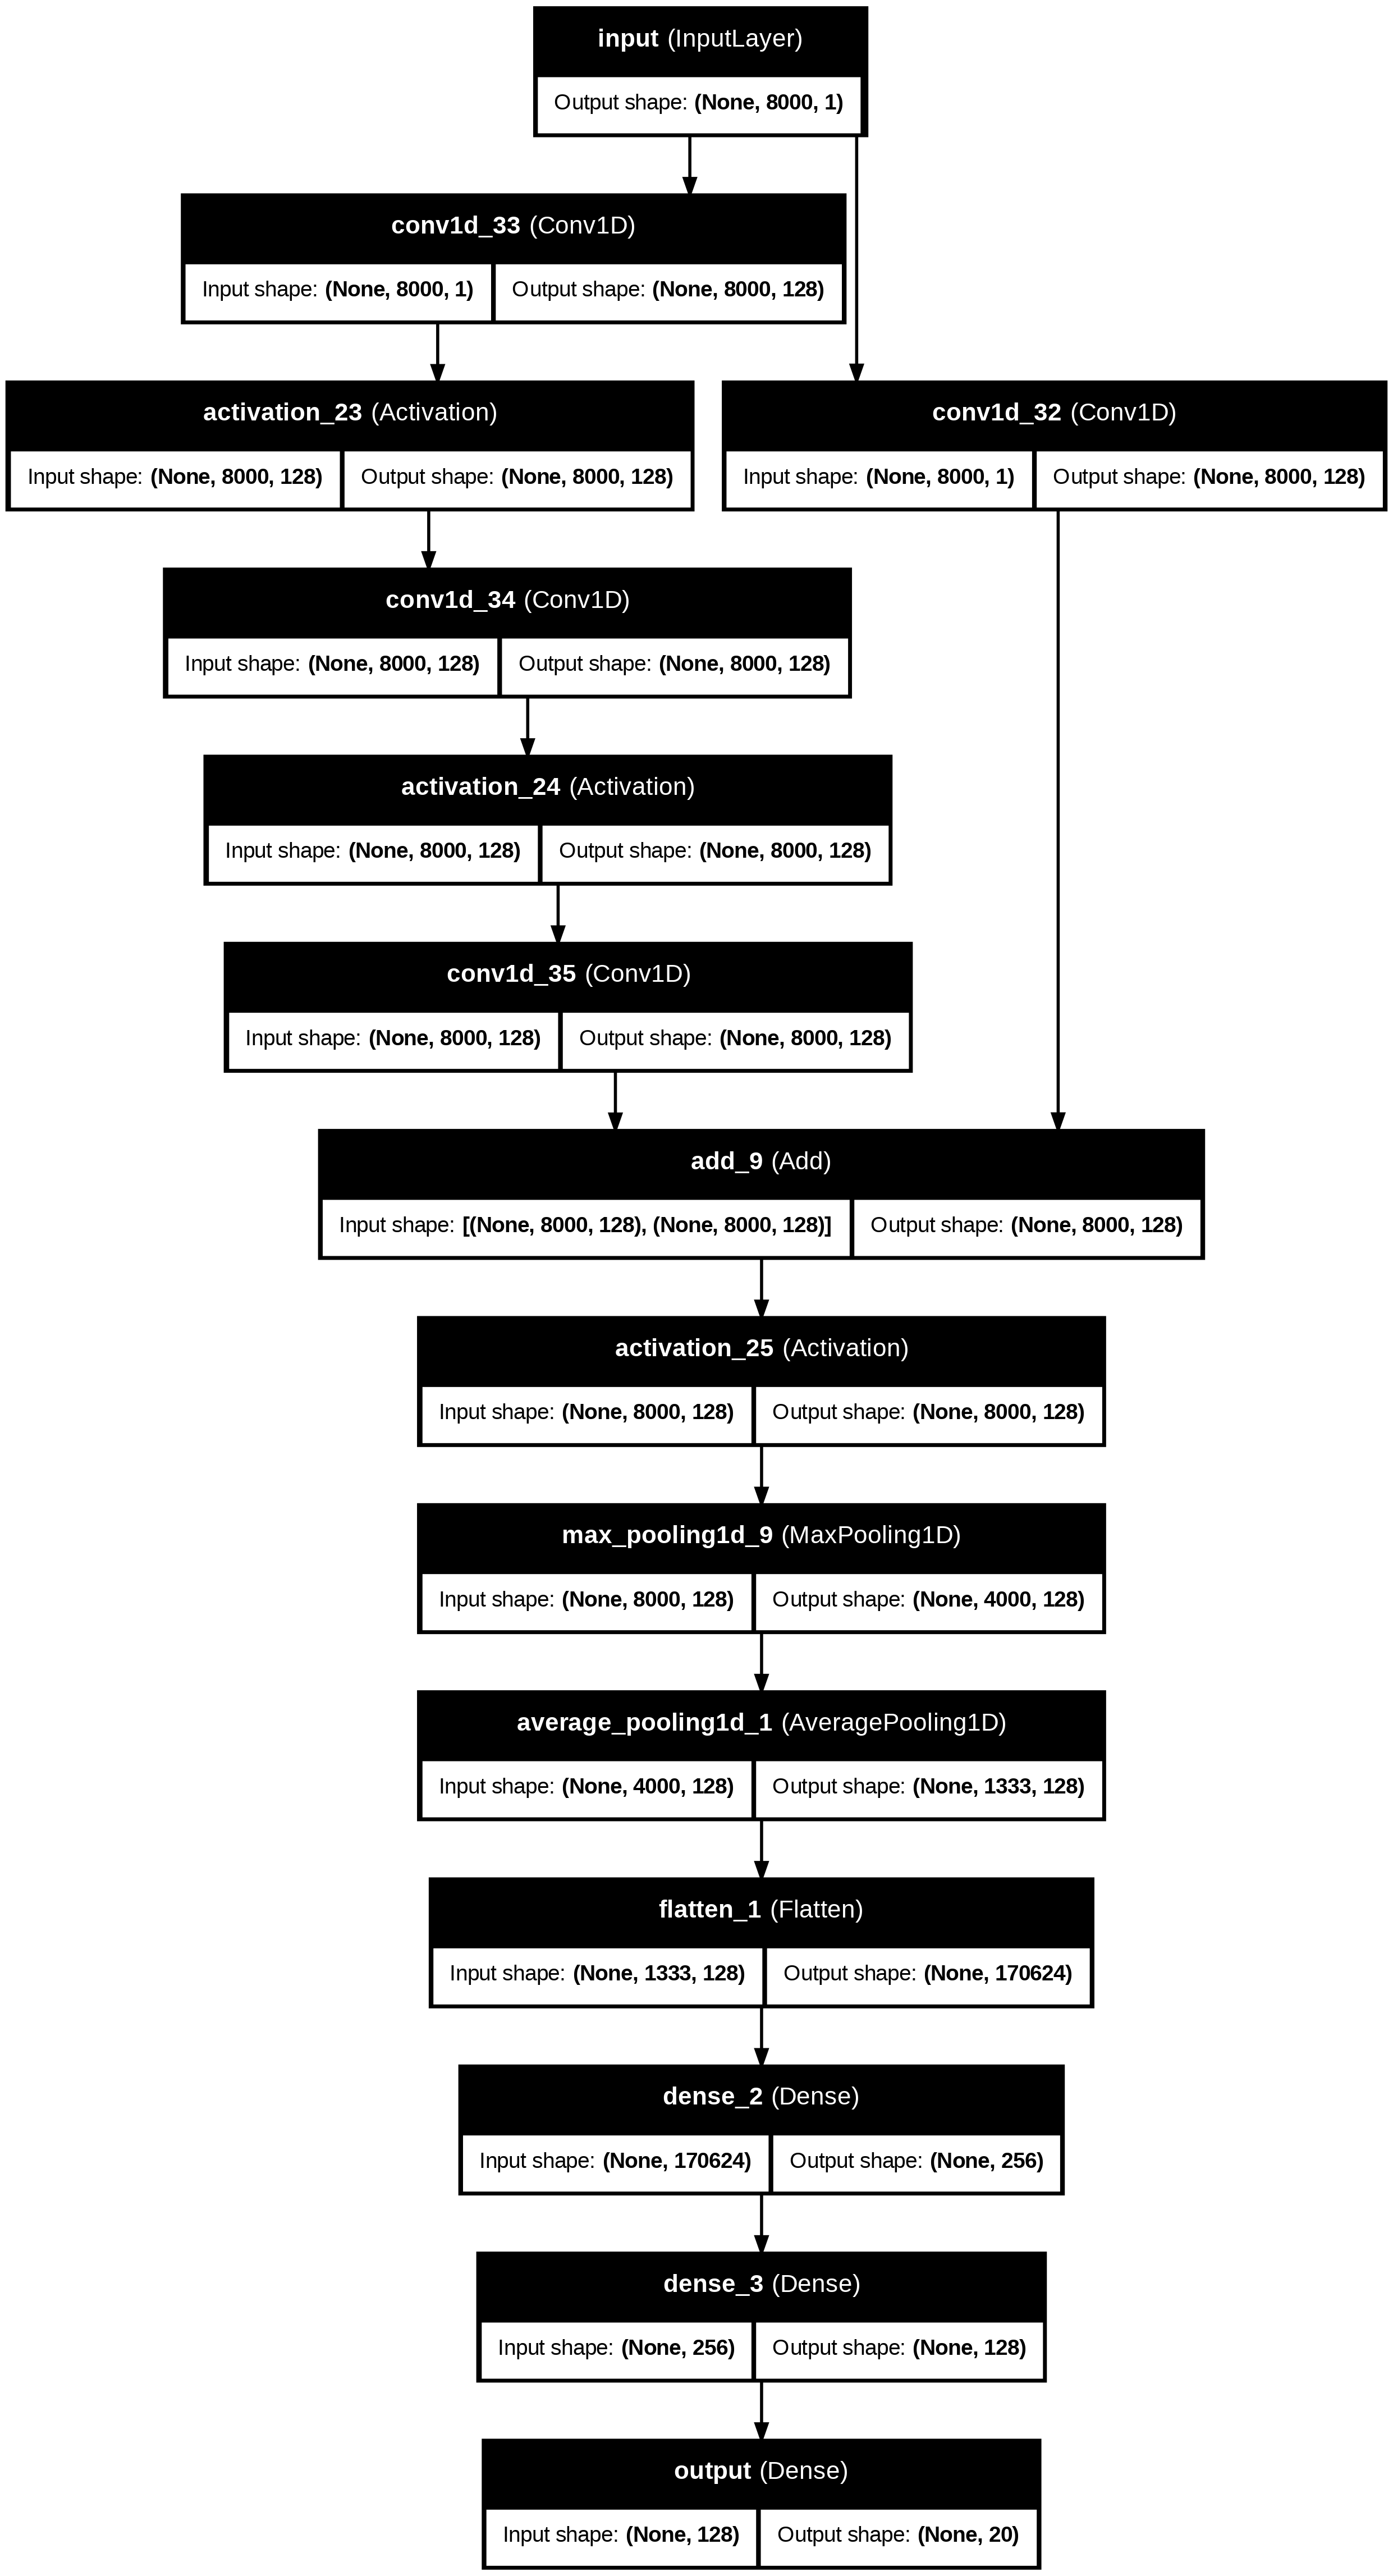 input (InputLayer)
Output shape: (None, 8000, 1)
conv1d_33 (Conv1D)
Input shape: (None, 8000, 1) Output shape: (None, 8000, 128)
activation_23 (Activation)
Input shape: (None, 8000, 128) Output shape: (None, 8000, 128)
conv1d_32 (Conv1D)
Input shape: (None, 8000, 1) Output shape: (None, 8000, 128)
conv1d_34 (Conv1D)
Input shape: (None, 8000, 128) Output shape: (None, 8000, 128)
activation_24 (Activation)
Input shape: (None, 8000, 128) Output shape: (None, 8000, 128)
conv1d_35 (Conv1D)
Input shape: (None, 8000, 128) Output shape: (None, 8000, 128)
add_9 (Add)
Input shape: [(None, 8000, 128), (None, 8000, 128)] Output shape: (None, 8000, 128)
activation_25 (Activation)
Input shape: (None, 8000, 128) Output shape: (None, 8000, 128)
max_pooling1d_9 (MaxPooling1D)
Input shape: (None, 8000, 128) Output shape: (None, 4000, 128)
average_pooling1d_1 (AveragePooling1D)
Input shape: (None, 4000, 128) Output shape: (None, 1333, 128)
flatten_1 (Flatten)
Input shape: (None, 1333, 128) Output shape: (None, 170624)
dense_2 (Dense)
Input shape: (None, 170624) Output shape: (None, 256)
dense_3 (Dense)
Input shape: (None, 256) Output shape: (None, 128)
output (Dense)
Input shape: (None, 128) Output shape: (None, 20)